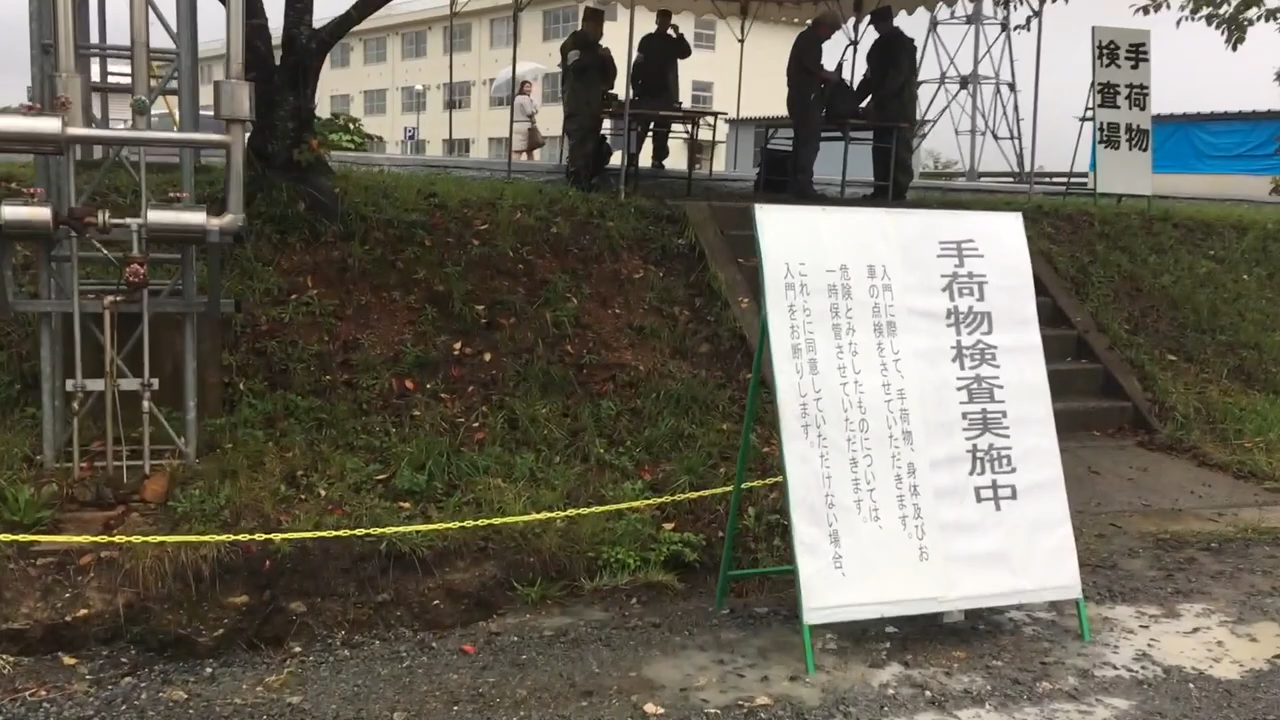 手荷物
検査場
手荷物検査実施中
入門に際して、手荷物、身体及びお
車の点検をさせていただきます。
危険とみなしたものについては、
一時保管させていただきます。
これらに同意していただけない場合、
入門をお断りします。
P